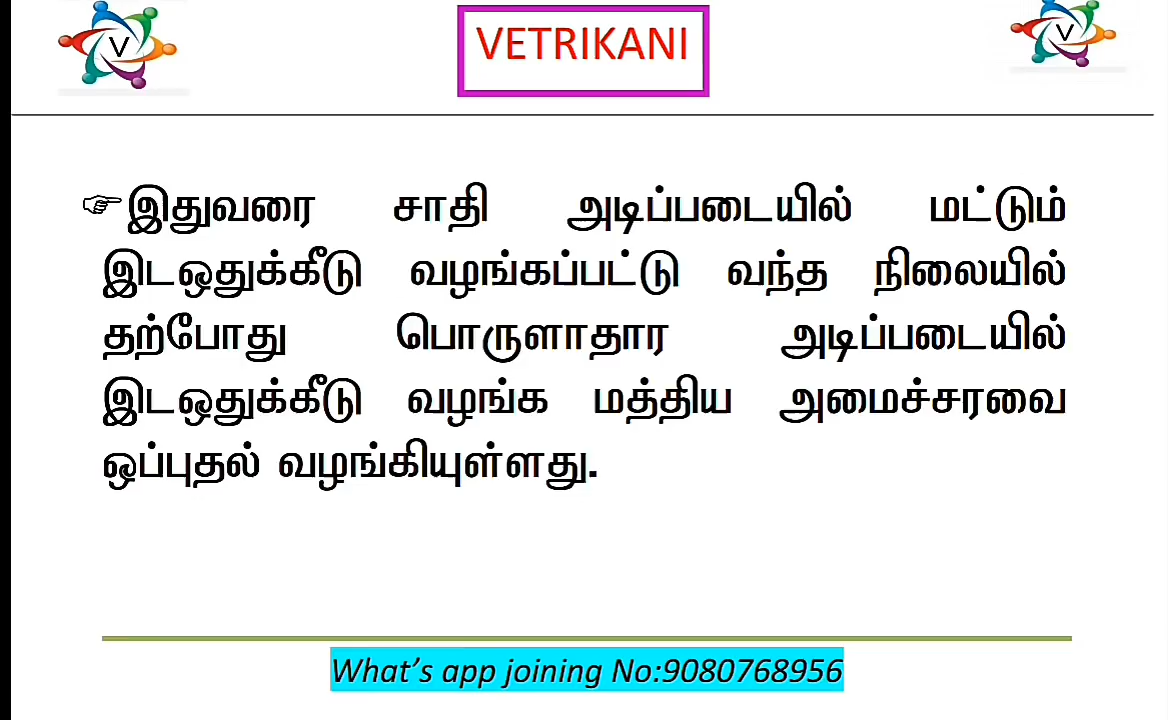 V
VETRIKANI
V
☞இதுவரை சாதி அடிப்படையில் மட்டும்
இடஒதுக்கீடு வழங்கப்பட்டு வந்த நிலையில்
தற்போது பொருளாதார அடிப்படையில்
இடஒதுக்கீடு வழங்க மத்திய அமைச்சரவை
ஒப்புதல் வழங்கியுள்ளது.
What’s app joining No:9080768956